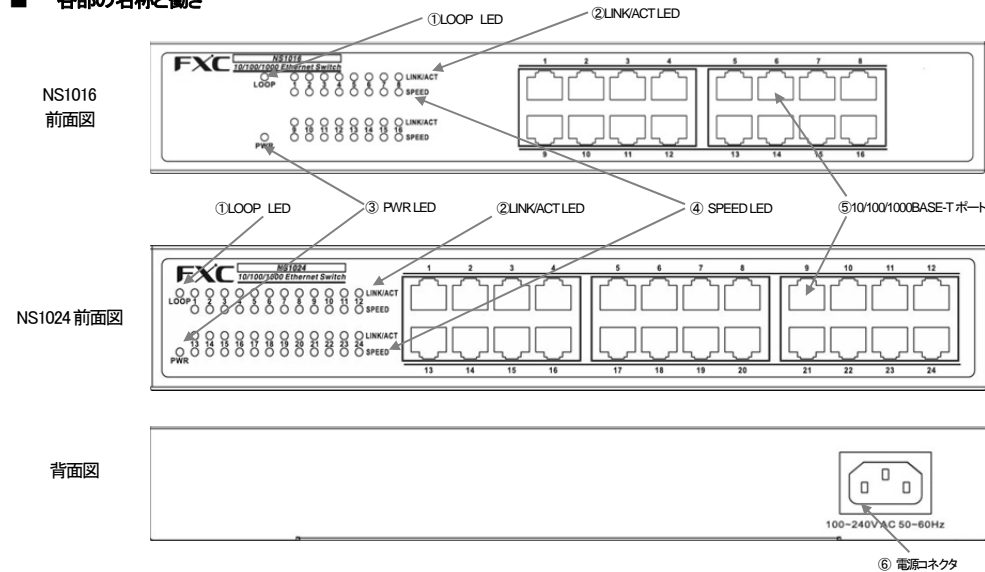 ■ 各部の名称と働き
①LOOP LED ②LINK/ACT LED
NS1016
前面図
FXC NS1016
10/100/1000 Ethernet Switch
LOOP
1 2 3 4 5 6 7 8
LINK/ACT
SPEED
9 10 11 12 13 14 15 16
LINK/ACT
SPEED
PWR
1 2 3 4 5 6 7 8
9 10 11 12 13 14 15 16
①LOOP LED ③ PWR LED ②LINK/ACT LED ④ SPEED LED ⑤10/100/1000BASE-T ポート
NS1024 前面図
FXC NS1024
10/100/1000 Ethernet Switch
LOOP 1 2 3 4 5 6 7 8 9 10 11 12
LINK/ACT
SPEED
13 14 15 16 17 18 19 20 21 22 23 24
LINK/ACT
SPEED
PWR
1 2 3 4 5 6 7 8 9 10 11 12
13 14 15 16 17 18 19 20 21 22 23 24
背面図
100~240V AC 50~60Hz
⑥ 電源コネクタ